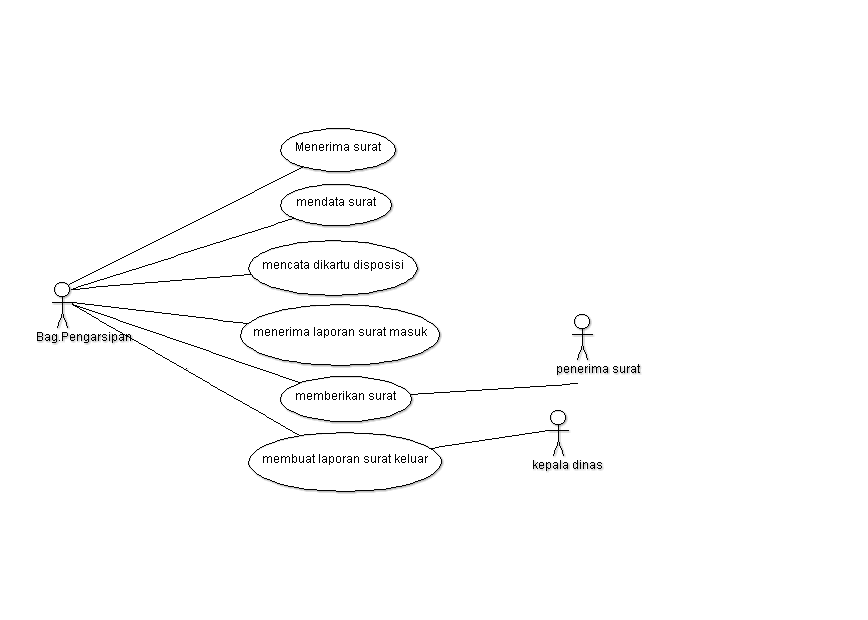 Menerima surat
mendata surat
mencata dikartu disposisi
Bag.Pengarsipan
menerima laporan surat masuk
penerima surat
memberikan surat
membuat laporan surat keluar
kepala dinas